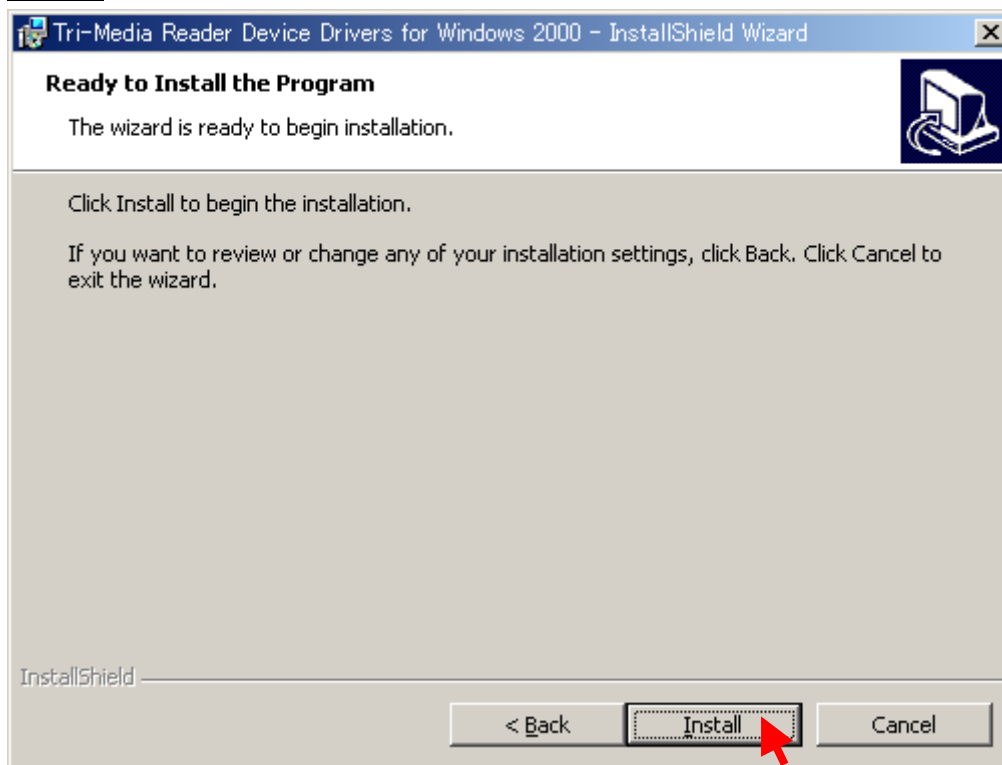 Tri-Media Reader Device Drivers for Windows 2000 - InstallShield Wizard
Ready to Install the Program
The wizard is ready to begin installation.
Click Install to begin the installation.
If you want to review or change any of your installation settings, click Back. Click Cancel to
exit the wizard.
InstallShield
< Back Install Cancel